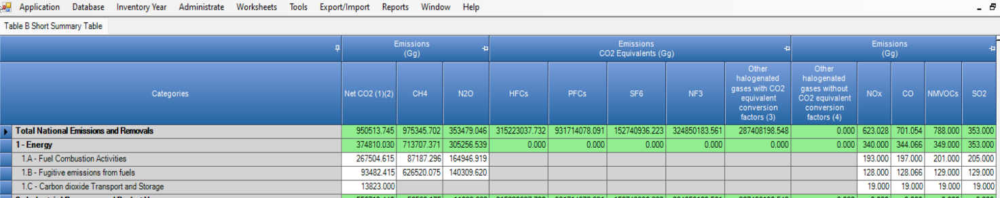 Application Database Inventory Year Administrate Worksheets Tools Export/Import Reports Window Help
Table B Short Summary Table
Emissions
(Gg)
Emissions
CO2 Equivalents (Gg)
Emissions
(Gg)
Categories
Net CO2 (1)(2)
CH4
N2O
HFCs
PFCs
SF6
NF3
Other
halogenated
gases with CO2
equivalent
conversion
factors (3)
Other
halogenated
gases without
CO2 equivalent
conversion
factors (4)
NOx
CO
NMVOCs
SO2
Total National Emissions and Removals 950513.745 975345.702 353479.046 315223037.732 931714078.091 152740936.223 324850183.561 287408198.548 0.000 623.028 701.054 788.000 353.000
1 - Energy 374810.030 713707.371 305256.539 0.000 0.000 0.000 0.000 0.000 0.000 340.000 344.066 349.000 353.000
1.A - Fuel Combustion Activities 267504.615 87187.296 164946.919 193.000 197.000 201.000 205.000
1.B - Fugitive emissions from fuels 93482.415 626520.075 140309.620 128.000 128.066 129.000 129.000
1.C - Carbon dioxide Transport and Storage 13823.000 19.000 19.000 19.000 19.000